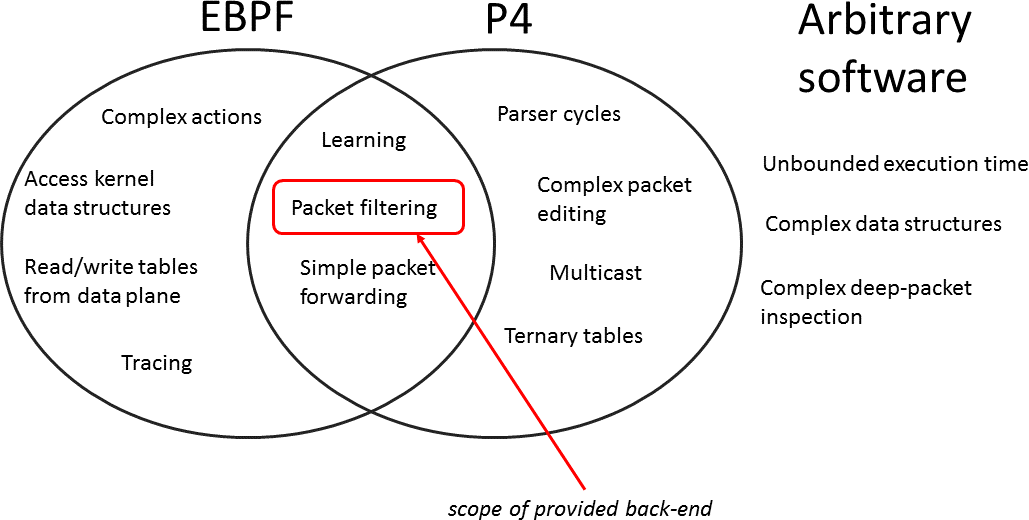 EBPF
P4
Arbitrary
software
Complex actions
Access kernel
data structures
Read/write tables
from data plane
Tracing
Learning
Packet filtering
Simple packet
forwarding
Parser cycles
Complex packet
editing
Multicast
Ternary tables
Unbounded execution time
Complex data structures
Complex deep-packet
inspection
scope of provided back-end